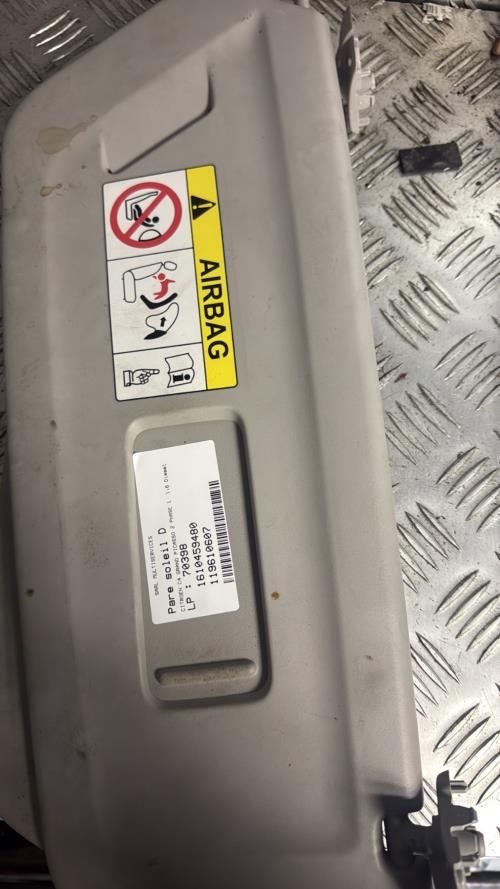 AIRBAG
SARL MULTISERVICES
Pare Soleil D
CITROEN C4 GRAND PICASSO 2 PHASE 1 1.6 Diesel
LP : 70398
1610459480
119610607